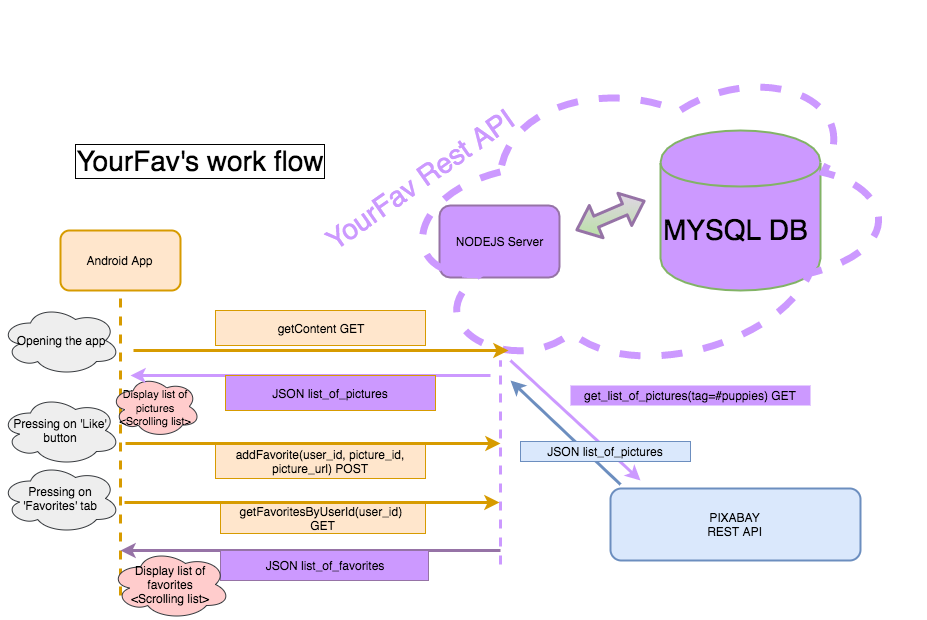 YourFav Rest API
YourFav's work flow
NODEJS Server
MYSQL DB
Android App
Opening the app
getContent GET
JSON list_of_pictures
Display list of
pictures
<Scrolling list>
get_list_of_pictures(tag=#puppies) GET
Pressing on 'Like'
button
addFavorite(user_id, picture_id,
picture_url) POST
JSON list_of_pictures
Pressing on
'Favorites' tab
getFavoritesByUserId(user_id)
GET
PIXABAY
REST API
JSON list_of_favorites
Display list of
favorites
<Scrolling list>